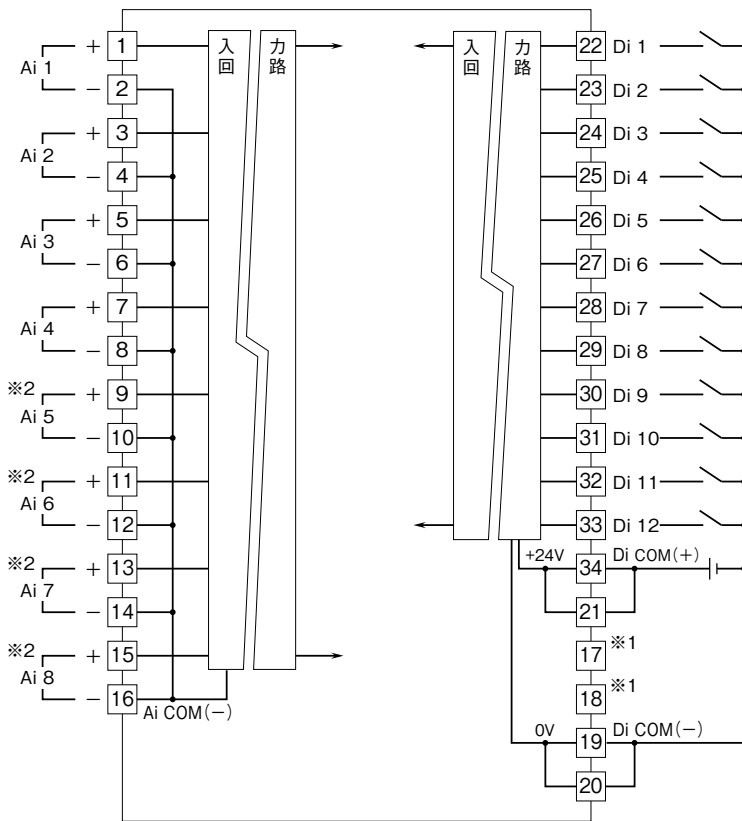 Ai 1
+ 1
− 2
Ai 2
+ 3
− 4
Ai 3
+ 5
− 6
Ai 4
+ 7
− 8
※2
Ai 5
+ 9
− 10
※2
Ai 6
+ 11
− 12
※2
Ai 7
+ 13
− 14
※2
Ai 8
+ 15
− 16
Ai COM(−)
入力
回路
入力
回路
22 Di 1
23 Di 2
24 Di 3
25 Di 4
26 Di 5
27 Di 6
28 Di 7
29 Di 8
30 Di 9
31 Di 10
32 Di 11
33 Di 12
+24V 34 Di COM(+)
21
17 ※1
18 ※1
0V 19 Di COM(−)
20